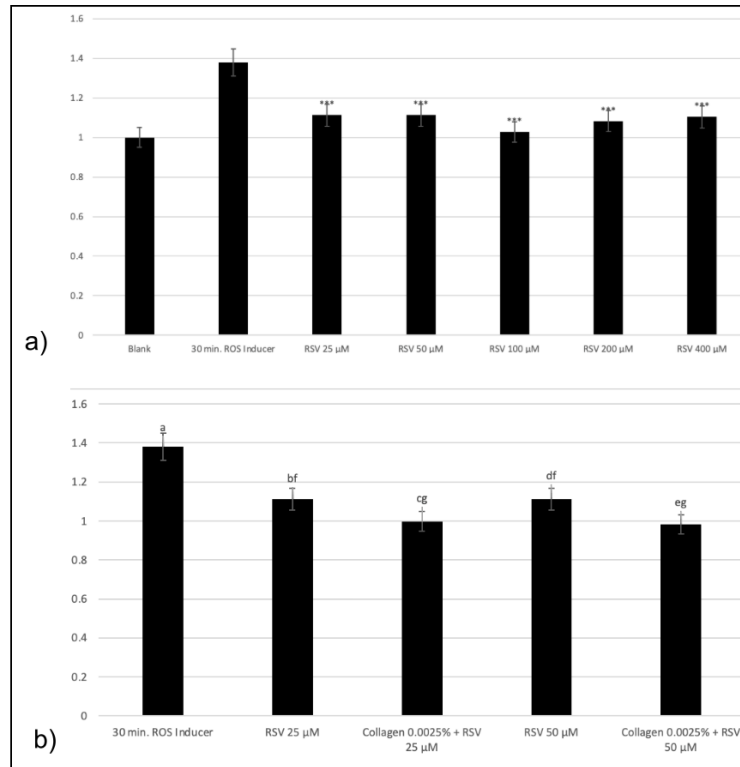 1.6
1.4
1.2
1
0.8
0.6
0.4
0.2
0
*** *** *** *** ***
a)
Blank 30 min. ROS Inducer RSV 25 µM RSV 50 µM RSV 100 µM RSV 200 µM RSV 400 µM
1.6
1.4
1.2
1
0.8
0.6
0.4
0.2
0
a bf cg df eg
b)
30 min. ROS Inducer RSV 25 µM Collagen 0.0025% + RSV RSV 50 µM Collagen 0.0025% + RSV
25 µM 50 µM